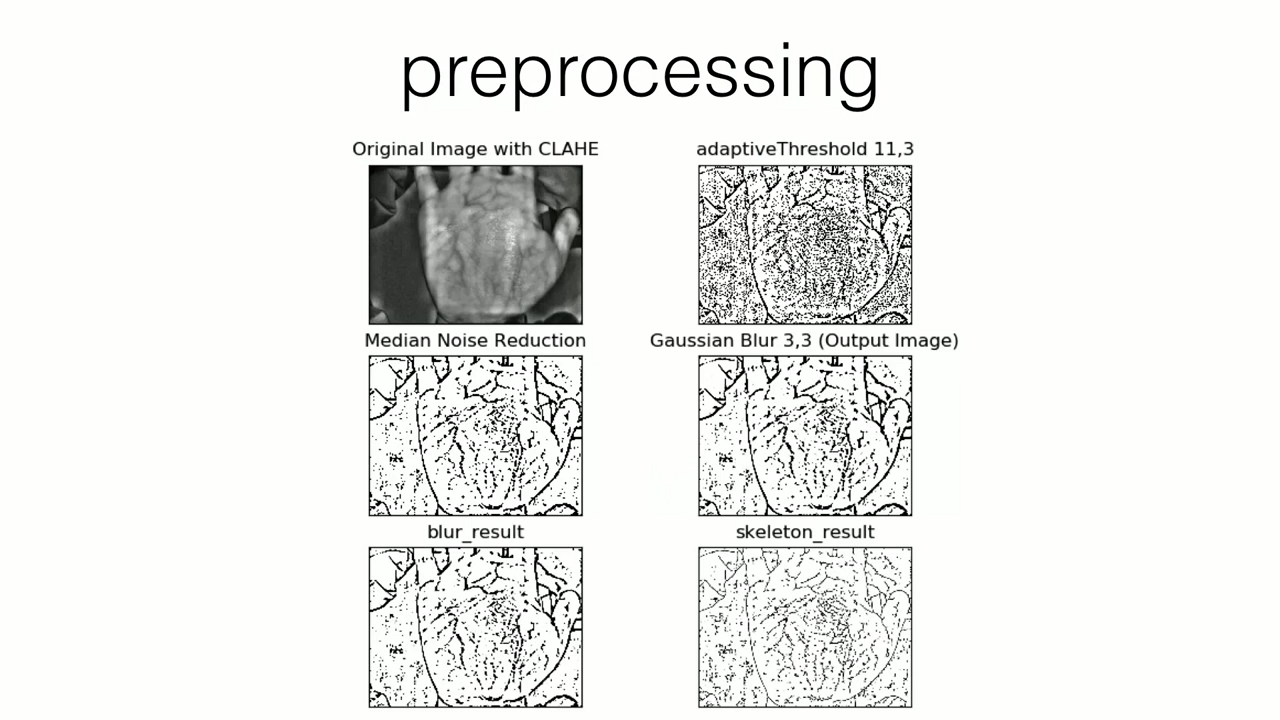 preprocessing
Original Image with CLAHE
adaptiveThreshold 11,3
Median Noise Reduction
Gaussian Blur 3,3 (Output Image)
blur_result
skeleton_result